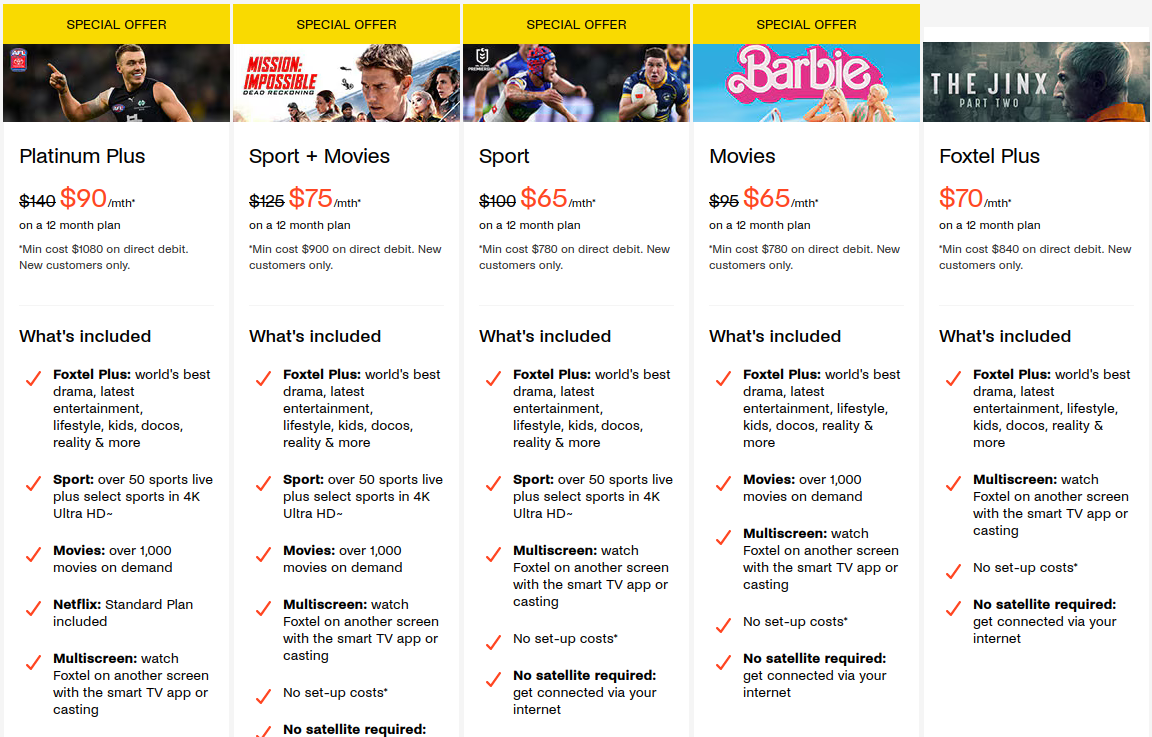 SPECIAL OFFER
AFL
AFL
Platinum Plus
$140 $90/mth*
on a 12 month plan
*Min cost $1080 on direct debit.
New customers only.
What's included
Foxtel Plus: world's best
drama, latest
entertainment,
lifestyle, kids, docos,
reality & more
Sport: over 50 sports live
plus select sports in 4K
Ultra HD~
Movies: over 1,000
movies on demand
Netflix: Standard Plan
included
Multiscreen: watch
Foxtel on another screen
with the smart TV app or
casting
SPECIAL OFFER
MISSION:
IMPOSSIBLE
DEAD RECKONING
Sport + Movies
$125 $75/mth*
on a 12 month plan
*Min cost $900 on direct debit. New
customers only.
What's included
Foxtel Plus: world's best
drama, latest
entertainment,
lifestyle, kids, docos,
reality & more
Sport: over 50 sports live
plus select sports in 4K
Ultra HD~
Movies: over 1,000
movies on demand
Multiscreen: watch
Foxtel on another screen
with the smart TV app or
casting
No set-up costs*
No satellite required:
SPECIAL OFFER
Sport
$100 $65/mth*
on a 12 month plan
*Min cost $780 on direct debit. New
customers only.
What's included
Foxtel Plus: world's best
drama, latest
entertainment,
lifestyle, kids, docos,
reality & more
Sport: over 50 sports live
plus select sports in 4K
Ultra HD~
Multiscreen: watch
Foxtel on another screen
with the smart TV app or
casting
No set-up costs*
No satellite required:
get connected via your
internet
SPECIAL OFFER
Barbie
Movies
$95 $65/mth*
on a 12 month plan
*Min cost $780 on direct debit. New
customers only.
What's included
Foxtel Plus: world's best
drama, latest
entertainment, lifestyle,
kids, docos, reality &
more
Movies: over 1,000
movies on demand
Multiscreen: watch
Foxtel on another screen
with the smart TV app or
casting
No set-up costs*
No satellite required:
get connected via your
internet
THE JINX
PART TWO
Foxtel Plus
$70/mth*
on a 12 month plan
*Min cost $840 on direct debit. New
customers only.
What's included
Foxtel Plus: world's best
drama, latest
entertainment, lifestyle,
kids, docos, reality &
more
Multiscreen: watch
Foxtel on another screen
with the smart TV app or
casting
No set-up costs*
No satellite required:
get connected via your
internet